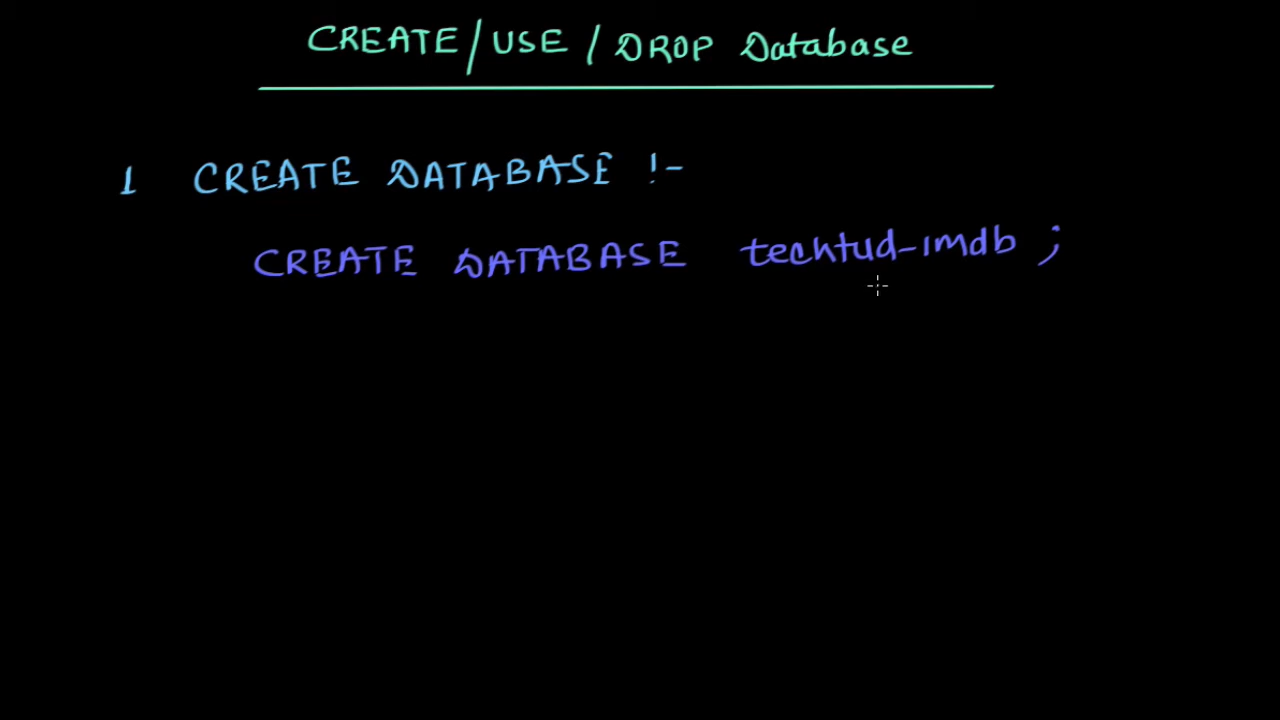 CREATE/USE/DROP Database
1 CREATE DATABASE :-
CREATE DATABASE techtud-imdb ;